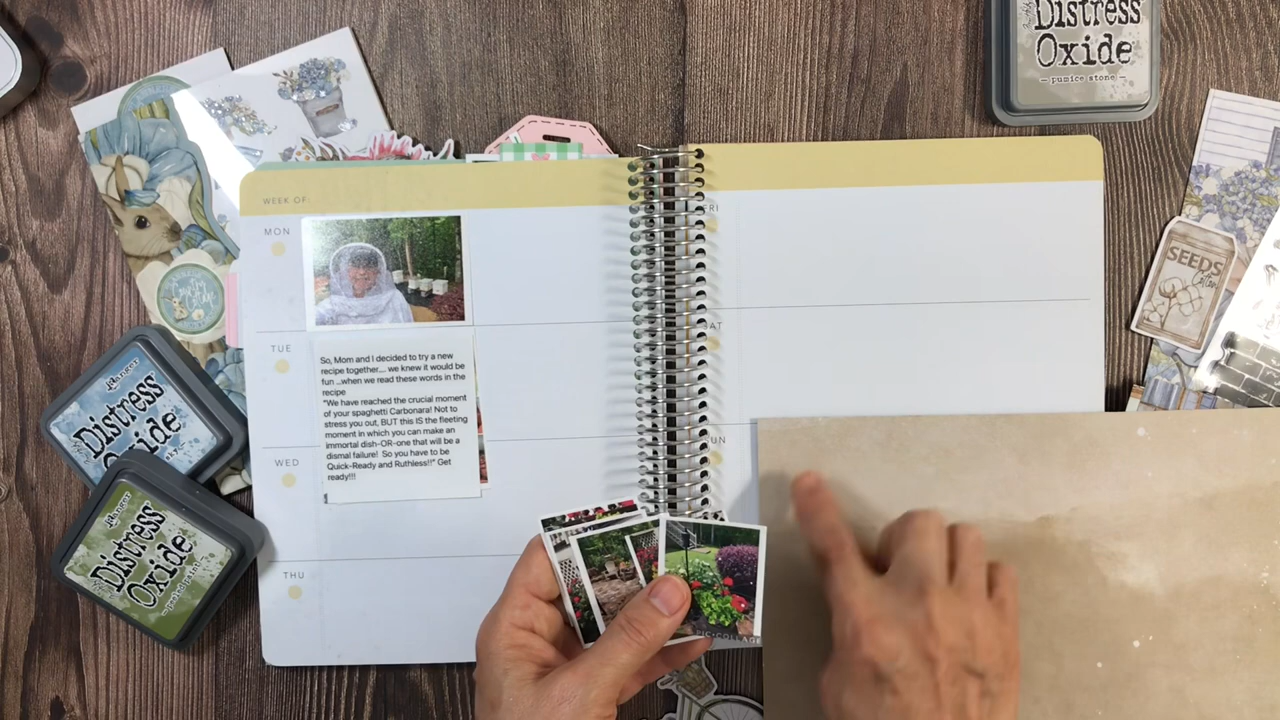 Distress
Oxide
pumice stone
WEEK OF:
MON
TUE
WED
THU
FRI
SAT
SUN
So, Mom and I decided to try a new
recipe together.... we knew it would be
fun ...when we read these words in the
recipe
"We have reached the crucial moment
of your spaghetti Carbonara! Not to
stress you out, BUT this IS the fleeting
moment in which you can make an
immortal dish-OR-one that will be a
dismal failure! So you have to be
Quick-Ready and Ruthless!!" Get
ready!!!
SEEDS
Cotton
Ranger
Distress
Oxide
Ranger
Distress
Oxide